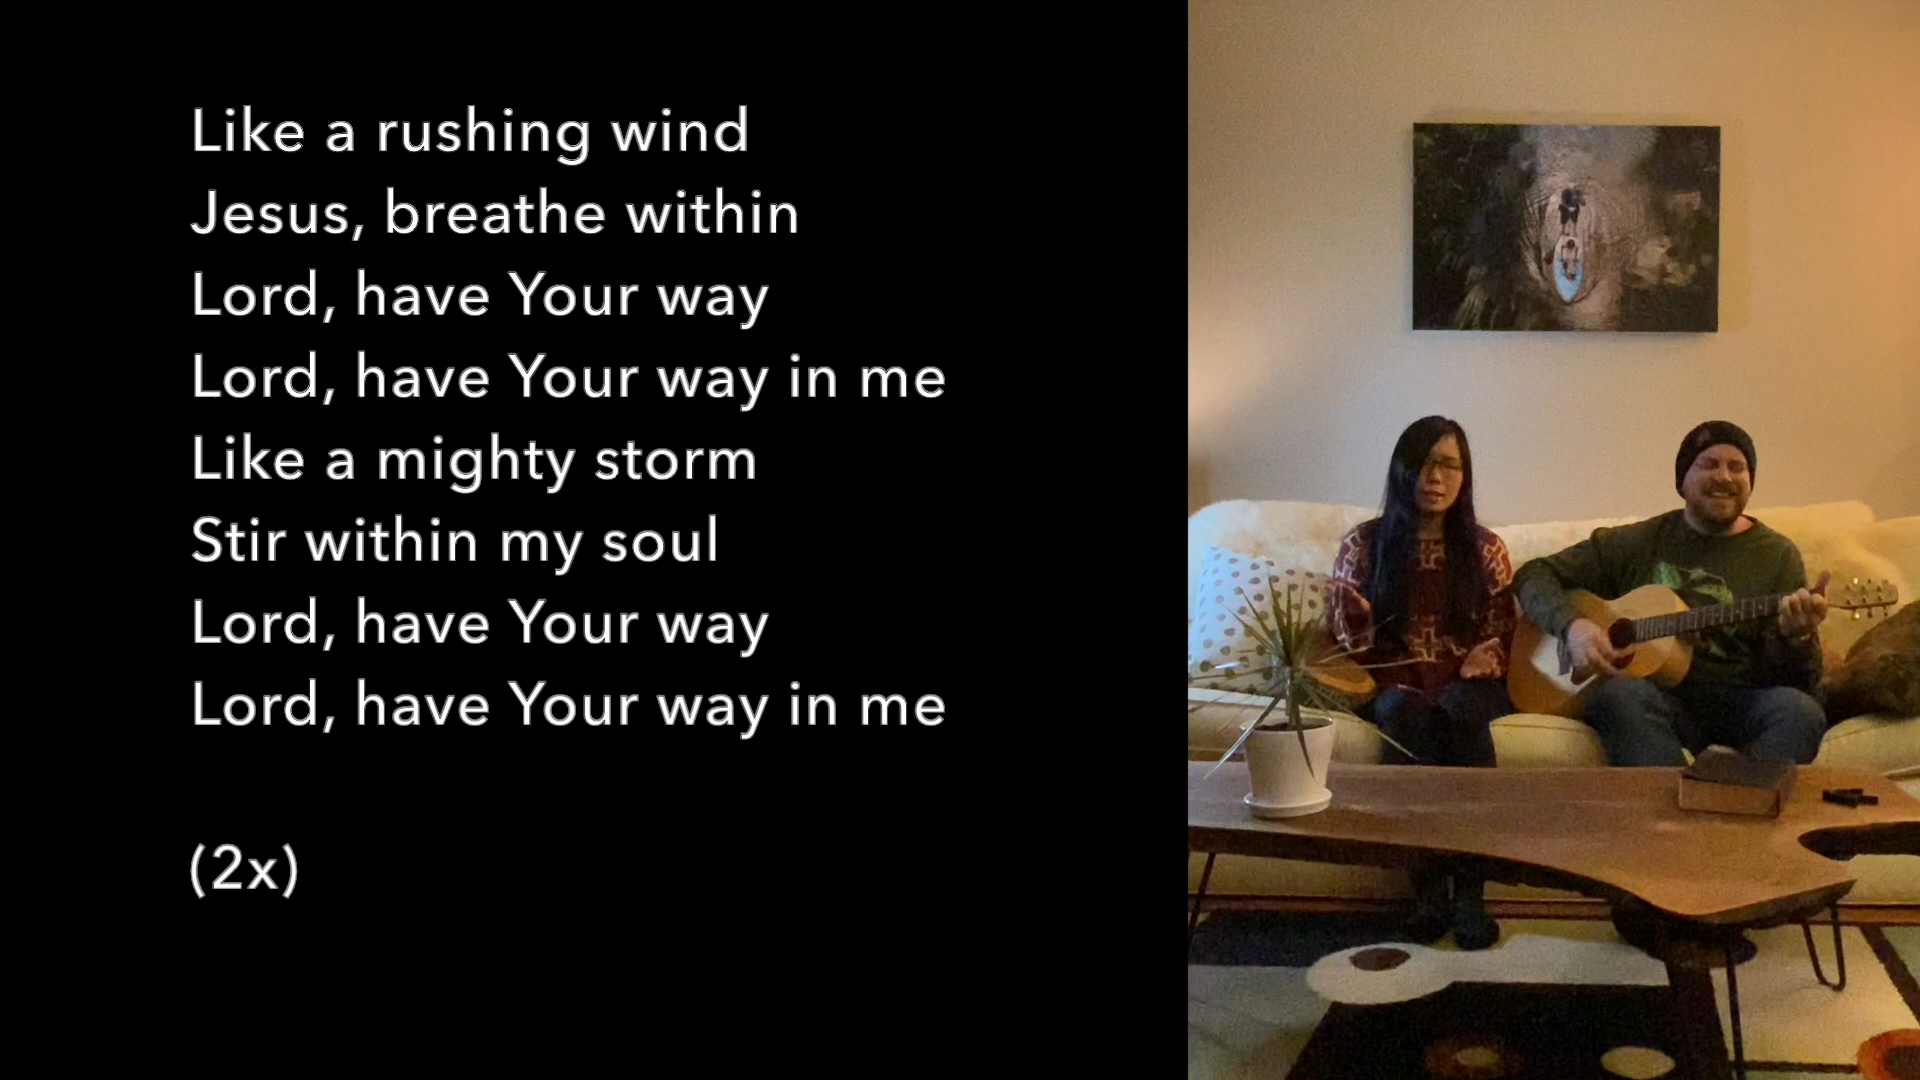 Like a rushing wind
Jesus, breathe within
Lord, have Your way
Lord, have Your way in me
Like a mighty storm
Stir within my soul
Lord, have Your way
Lord, have Your way in me
(2x)